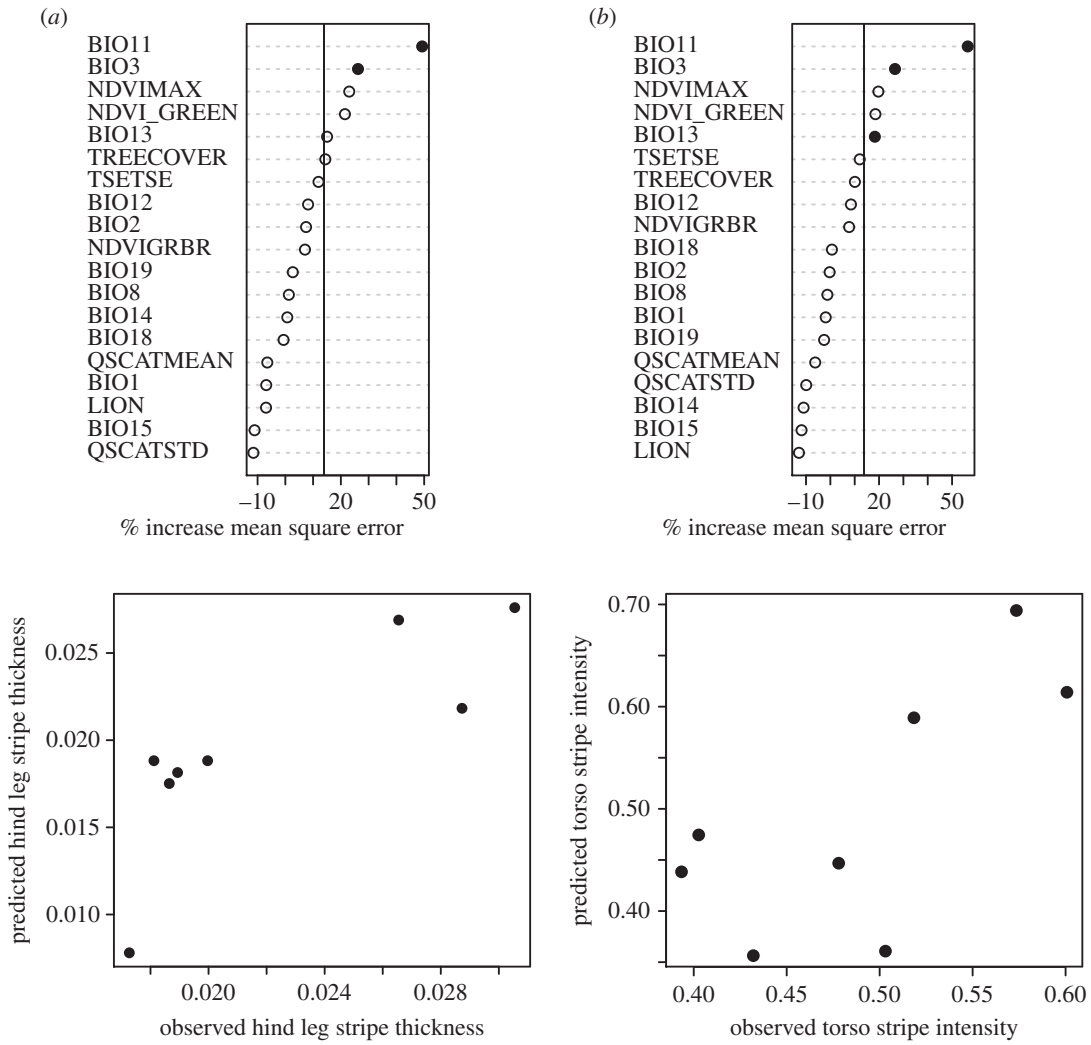 (a)
BIO11
BIO3
NDVIMAX
NDVI_GREEN
BIO13
TREECOVER
TSETSE
BIO12
BIO2
NDVIGRBR
BIO19
BIO8
BIO14
BIO18
QSCATMEAN
BIO1
LION
BIO15
QSCATSTD
–10 20 50
% increase mean square error
(b)
BIO11
BIO3
NDVIMAX
NDVI_GREEN
BIO13
TSETSE
TREECOVER
BIO12
NDVIGRBR
BIO18
BIO2
BIO8
BIO1
BIO19
QSCATMEAN
QSCATSTD
BIO14
BIO15
LION
–10 20 50
% increase mean square error
predicted hind leg stripe thickness
0.025
0.020
0.015
0.010
0.020 0.024 0.028
observed hind leg stripe thickness
predicted torso stripe intensity
0.70
0.60
0.50
0.40
0.40 0.45 0.50 0.55 0.60
observed torso stripe intensity